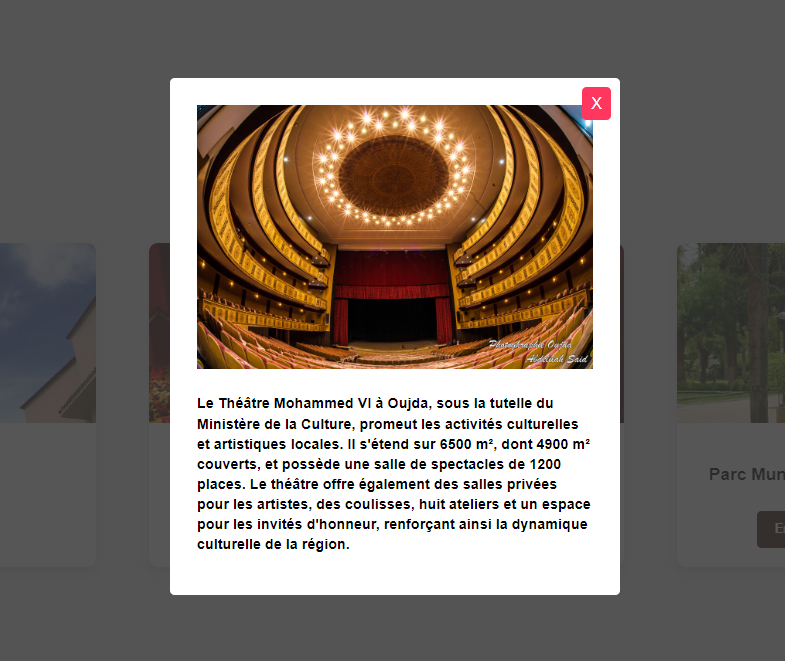 X
Photographie Oujda
Abdellah Said
Le Théâtre Mohammed VI à Oujda, sous la tutelle du
Ministère de la Culture, promeut les activités culturelles
et artistiques locales. Il s'étend sur 6500 m², dont 4900 m²
couverts, et possède une salle de spectacles de 1200
places. Le théâtre offre également des salles privées
pour les artistes, des coulisses, huit ateliers et un espace
pour les invités d'honneur, renforçant ainsi la dynamique
culturelle de la région.
Parc Mun